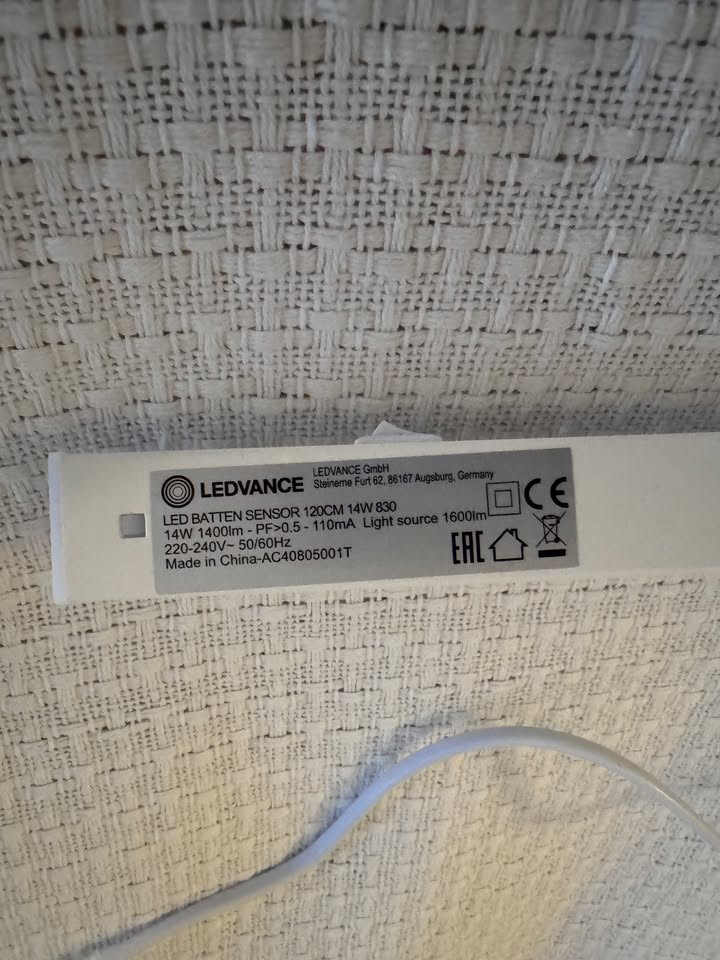 LEDVANCE
LEDVANCE GmbH
Steinerne Furt 62, 86167 Augsburg, Germany
LED BATTEN SENSOR 120CM 14W 830
14W 1400lm - PF>0.5 - 110mA Light source 1600lm
220-240V~ 50/60Hz
Made in China-AC40805001T
CE
EAC